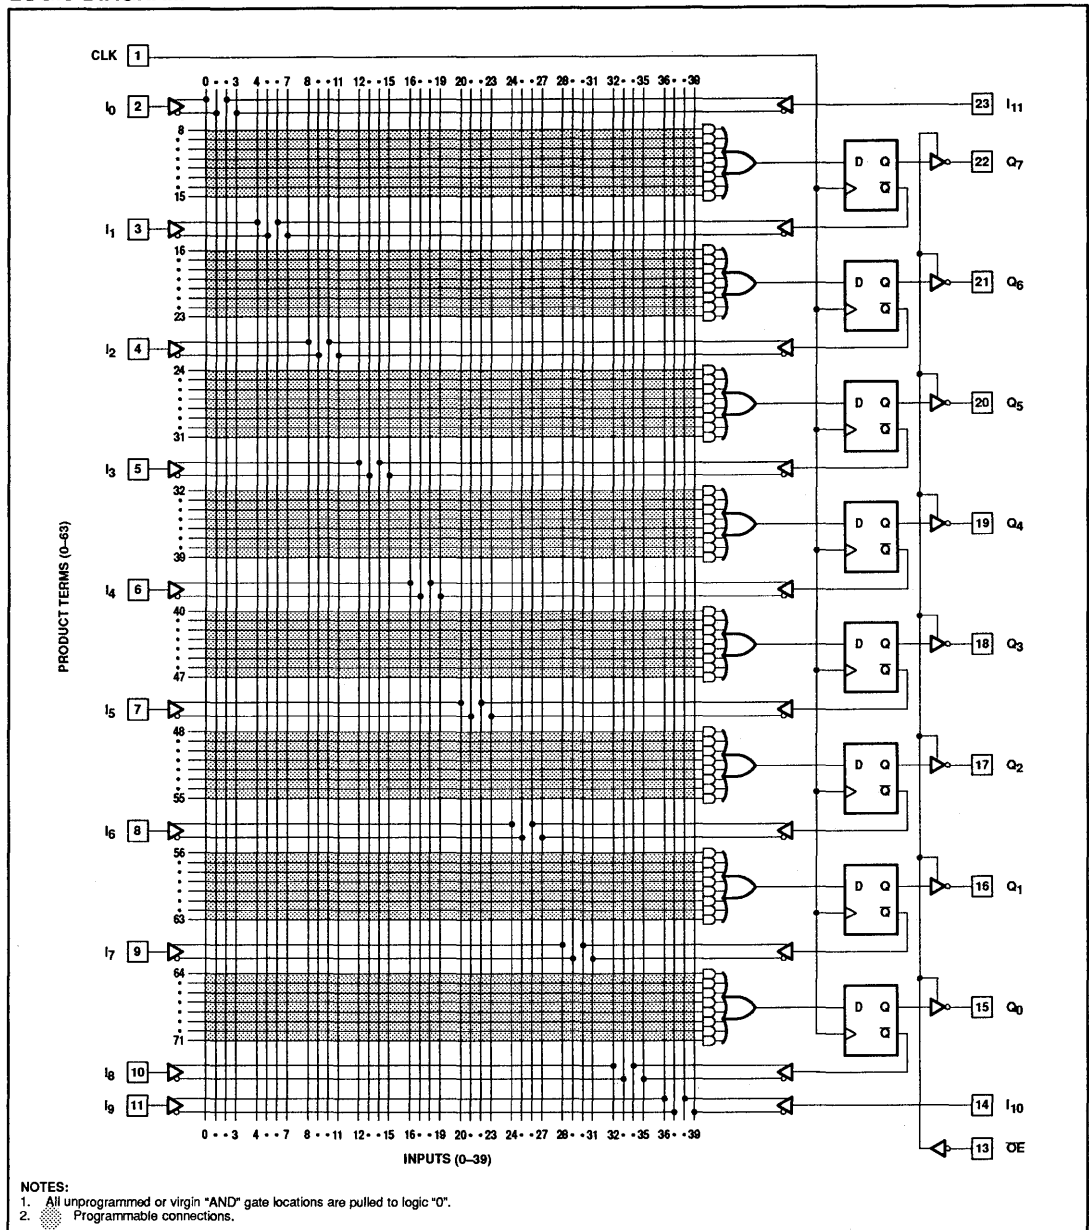 CLK 1
0 • • 3 4 • • 7 8 • • 11 12 • • 15 16 • • 19 20 • • 23 24 • • 27 28 • • 31 32 • • 35 36 • • 39
I0 2
23 I11
8
D Q
22 Q7
Q
15
I1 3
16
D Q
21 Q6
Q
23
I2 4
24
D Q
20 Q5
Q
31
I3 5
32
D Q
19 Q4
Q
39
I4 6
PRODUCT TERMS (0–63)
40
D Q
18 Q3
Q
47
I5 7
48
D Q
17 Q2
Q
55
I6 8
56
D Q
16 Q1
Q
63
I7 9
64
D Q
15 Q0
Q
71
I8 10
I9 11
14 I10
0 • • 3 4 • • 7 8 • • 11 12 • • 15 16 • • 19 20 • • 23 24 • • 27 28 • • 31 32 • • 35 36 • • 39
INPUTS (0–39)
13 OE
NOTES:
1. All unprogrammed or virgin "AND" gate locations are pulled to logic "0".
2. Programmable connections.